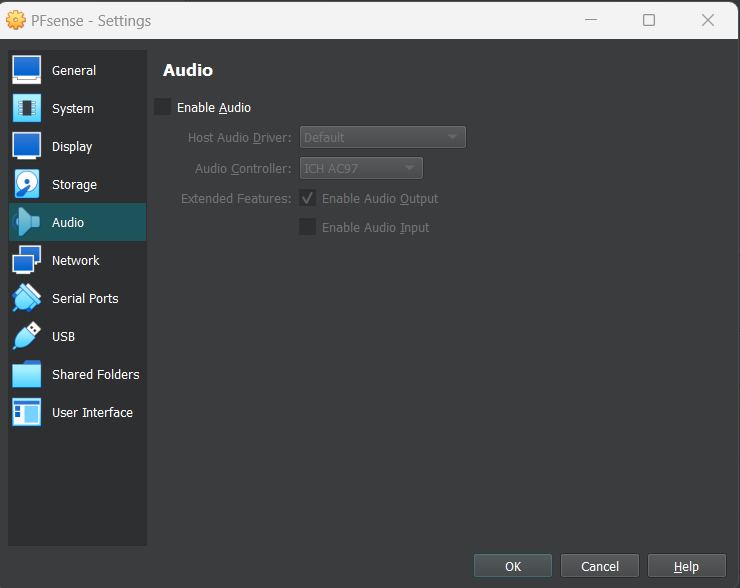 PFsense - Settings
General
System
Display
Storage
Audio
Network
Serial Ports
USB
Shared Folders
User Interface
Audio
Enable Audio
Host Audio Driver: Default
Audio Controller: ICH AC97
Extended Features: Enable Audio Output
Enable Audio Input
OK Cancel Help